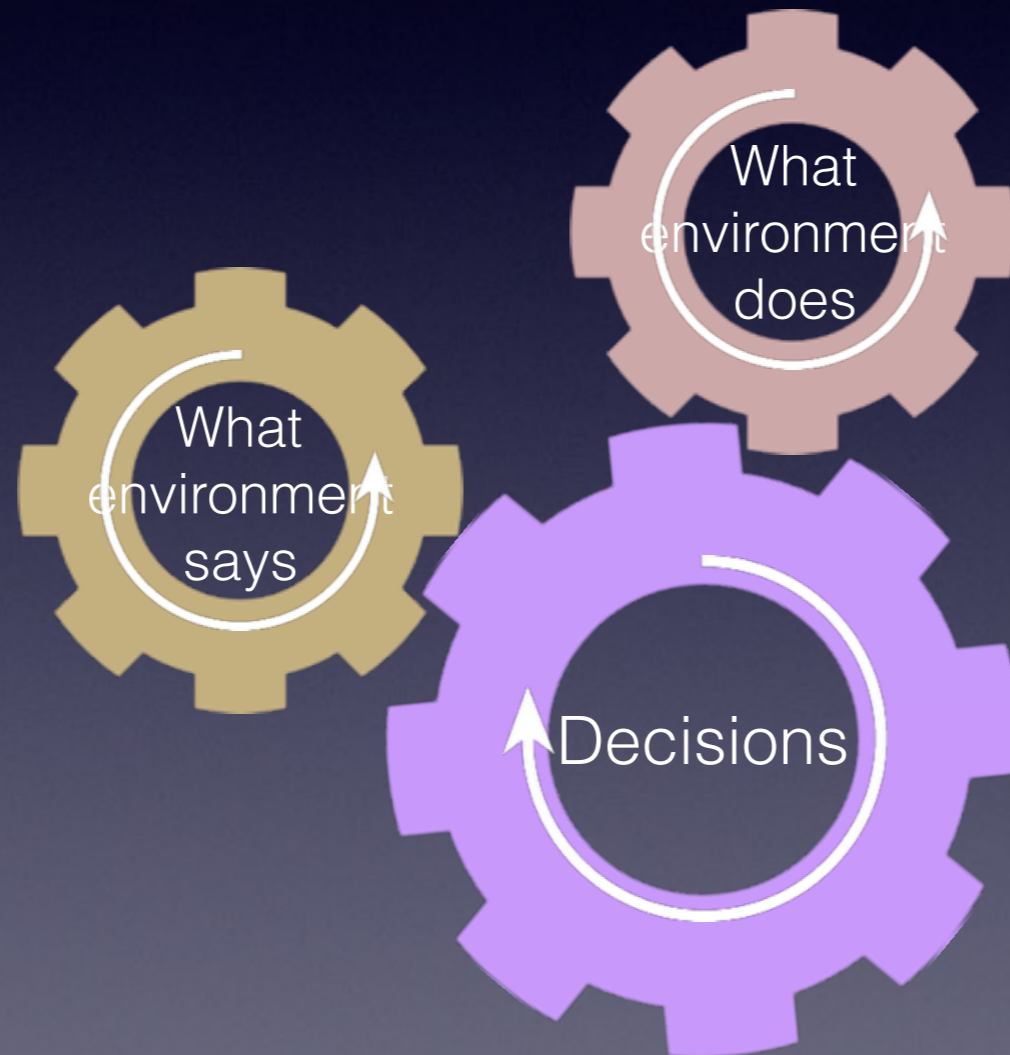 What
environment
does
What
environment
says
Decisions